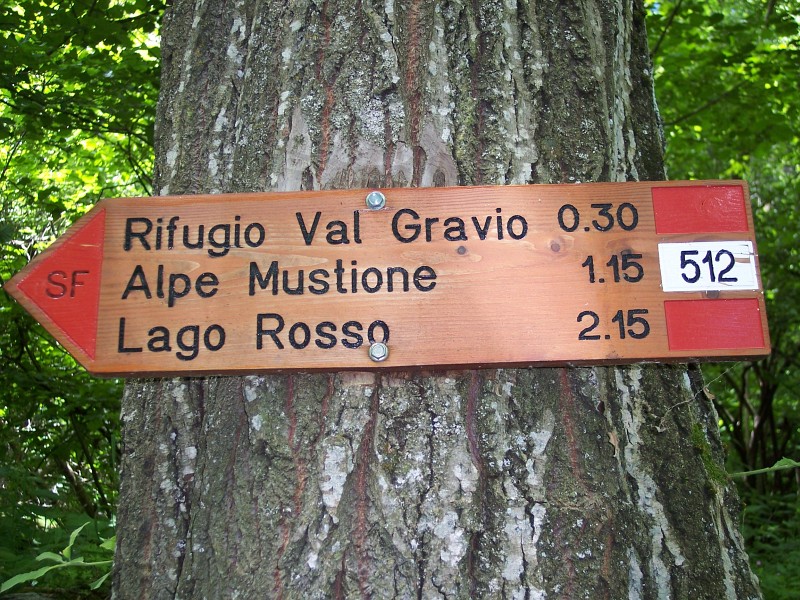 Rifugio Val Gravio 0.30
SF Alpe Mustione 1.15 512
Lago Rosso 2.15